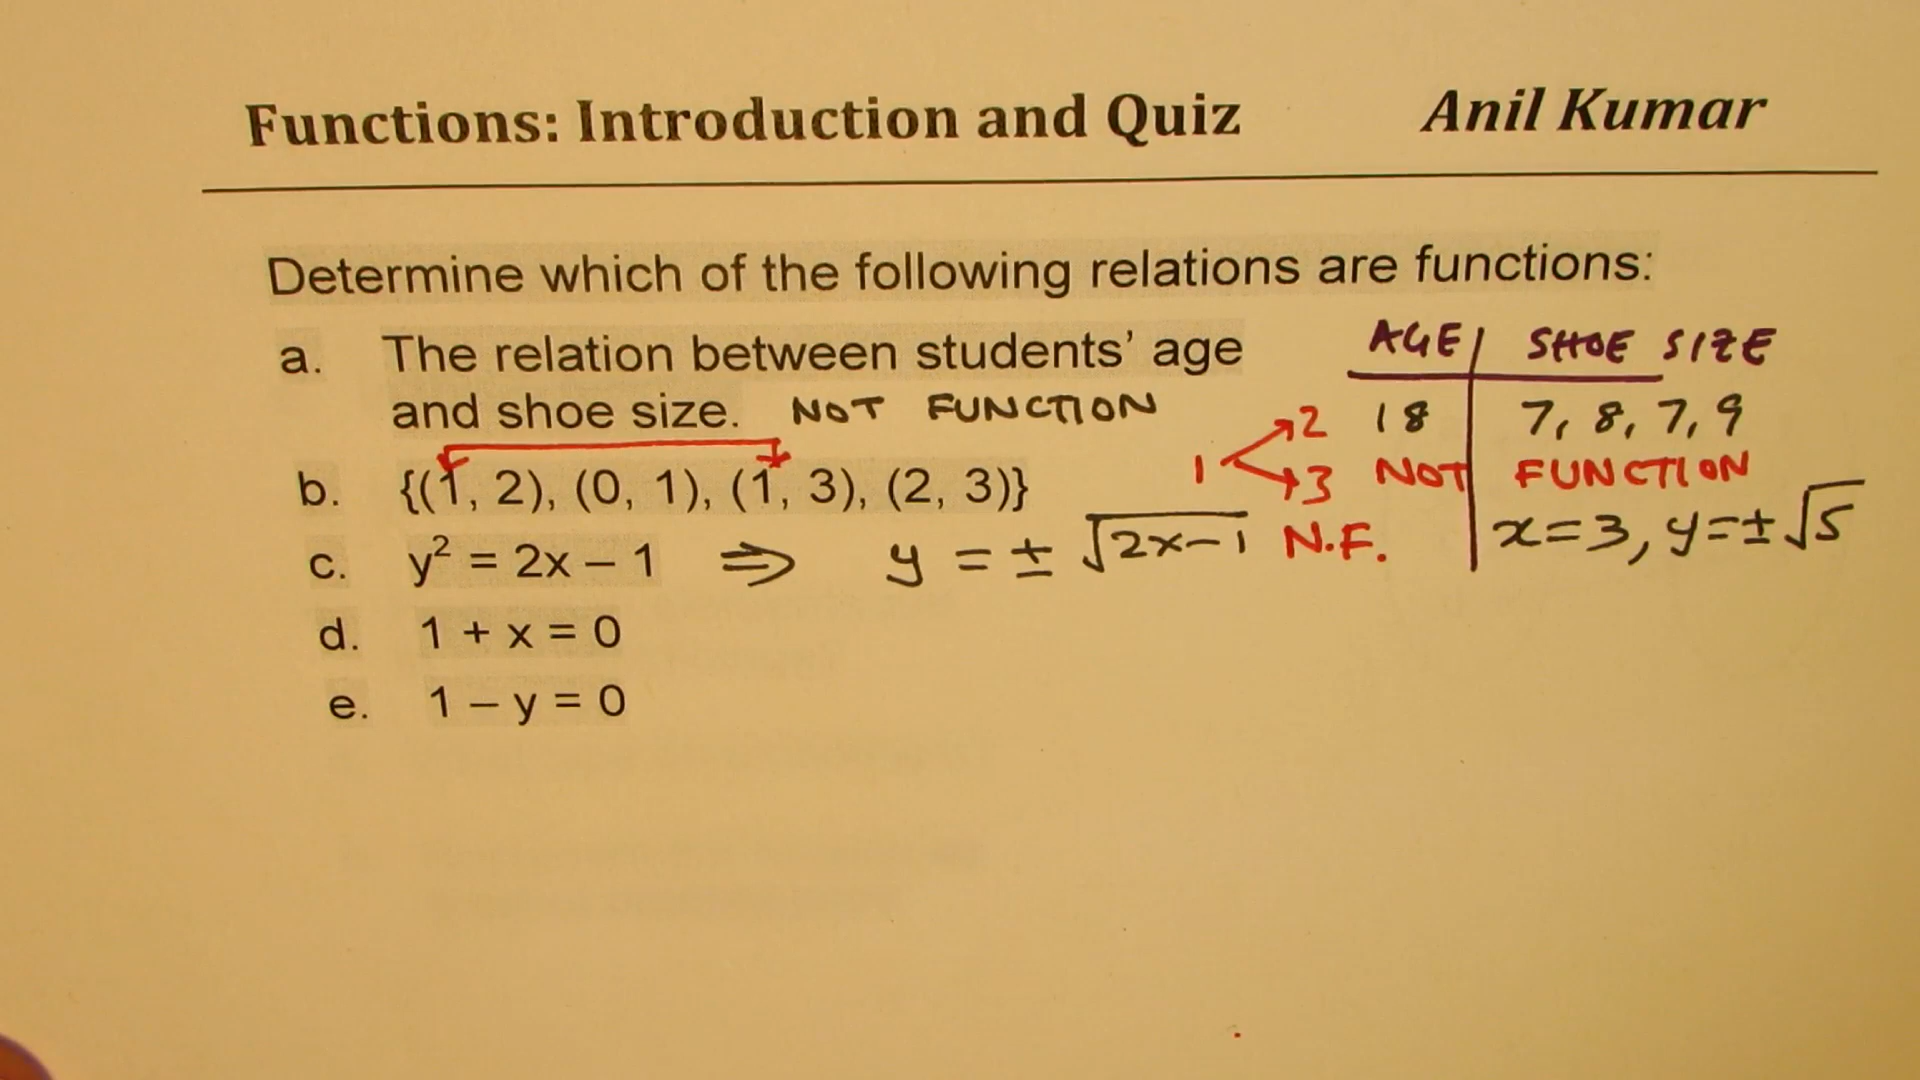 Functions: Introduction and Quiz Anil Kumar
Determine which of the following relations are functions:
a. The relation between students' age
and shoe size. NOT FUNCTION
AGE SHOE SIZE
18 7, 8, 7, 9
b. {(1, 2), (0, 1), (1, 3), (2, 3)}
1 2
3 NOT FUNCTION
c. y² = 2x – 1 ⇒ y = ± √(2x–1) N.F. x=3, y=±√5
d. 1 + x = 0
e. 1 – y = 0